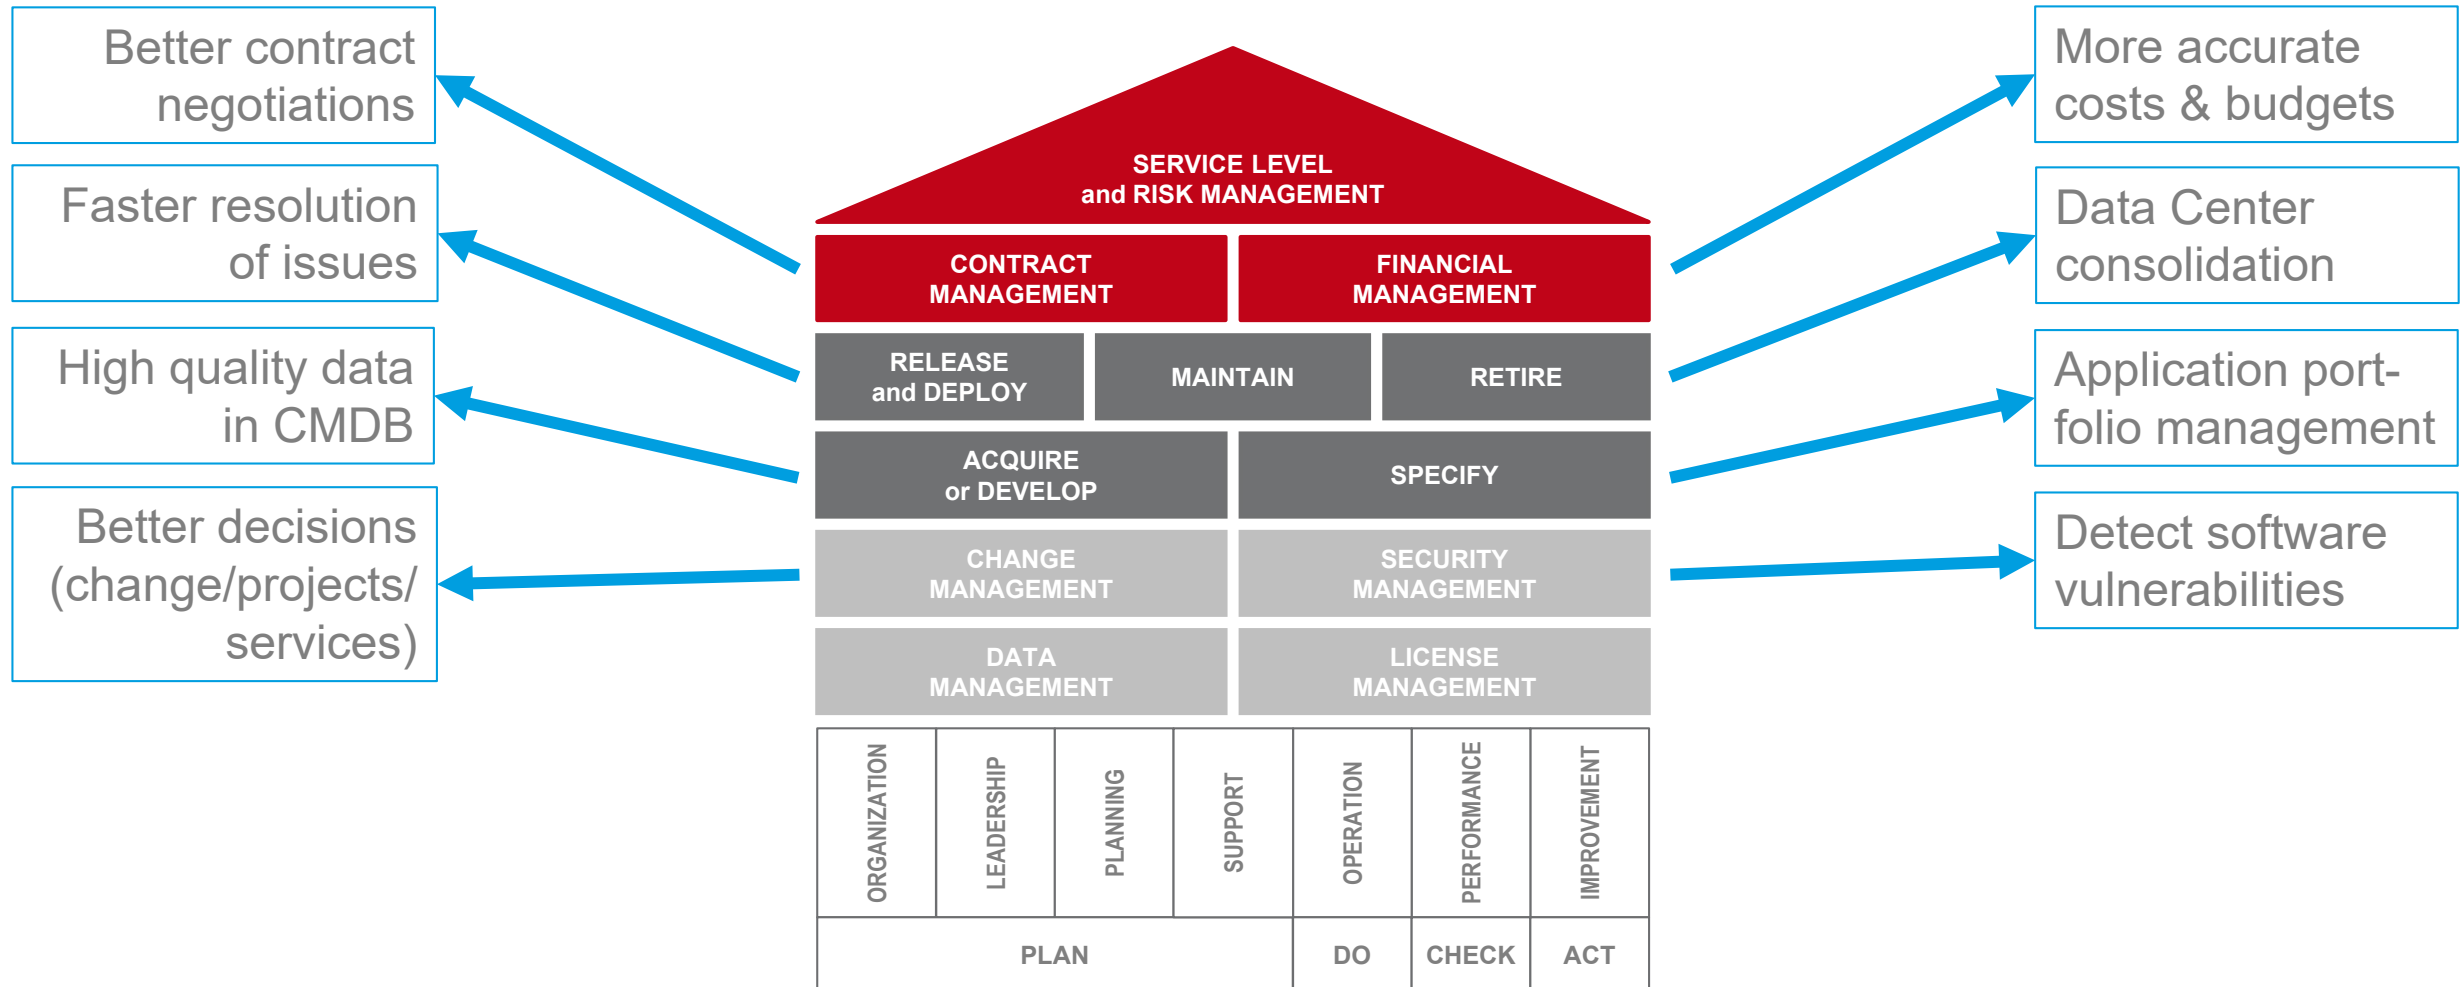 Better contract
negotiations
Faster resolution
of issues
High quality data
in CMDB
Better decisions
(change/projects/
services)
SERVICE LEVEL
and RISK MANAGEMENT
CONTRACT
MANAGEMENT
FINANCIAL
MANAGEMENT
RELEASE
and DEPLOY
MAINTAIN
RETIRE
ACQUIRE
or DEVELOP
SPECIFY
CHANGE
MANAGEMENT
SECURITY
MANAGEMENT
DATA
MANAGEMENT
LICENSE
MANAGEMENT
ORGANIZATION
LEADERSHIP
PLANNING
SUPPORT
OPERATION
PERFORMANCE
IMPROVEMENT
PLAN
DO
CHECK
ACT
More accurate
costs & budgets
Data Center
consolidation
Application port-
folio management
Detect software
vulnerabilities